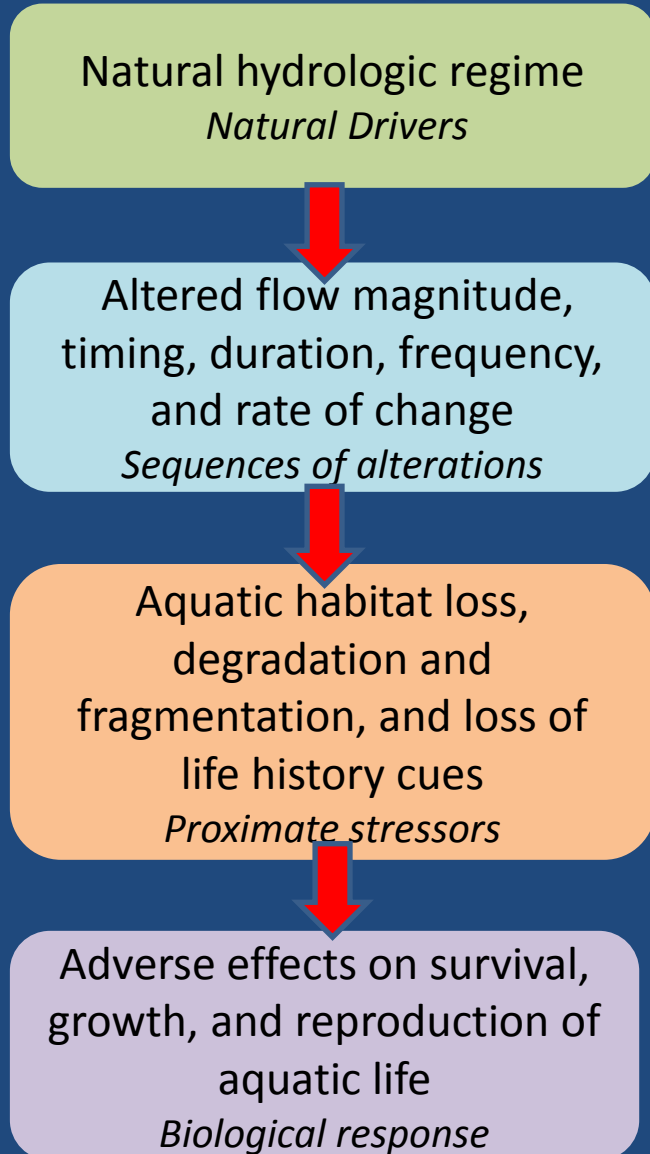 Natural hydrologic regime
Natural Drivers
Altered flow magnitude,
timing, duration, frequency,
and rate of change
Sequences of alterations
Aquatic habitat loss,
degradation and
fragmentation, and loss of
life history cues
Proximate stressors
Adverse effects on survival,
growth, and reproduction of
aquatic life
Biological response